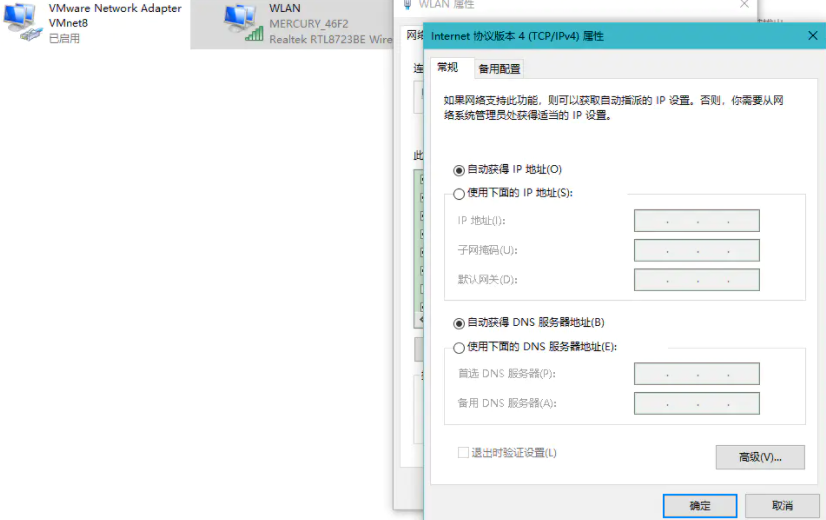 VMware Network Adapter
VMnet8
已启用
WLAN
MERCURY_46F2
Realtek RTL8723BE Wire
WLAN 属性
网络
Internet 协议版本 4 (TCP/IPv4) 属性
常规
备用配置
如果网络支持此功能，则可以获取自动指派的 IP 设置。否则，你需要从网
络系统管理员处获得适当的 IP 设置。
自动获得 IP 地址(O)
使用下面的 IP 地址(S):
IP 地址(I):
子网掩码(U):
默认网关(D):
自动获得 DNS 服务器地址(B)
使用下面的 DNS 服务器地址(E):
首选 DNS 服务器(P):
备用 DNS 服务器(A):
退出时验证设置(L)
高级(V)...
确定
取消